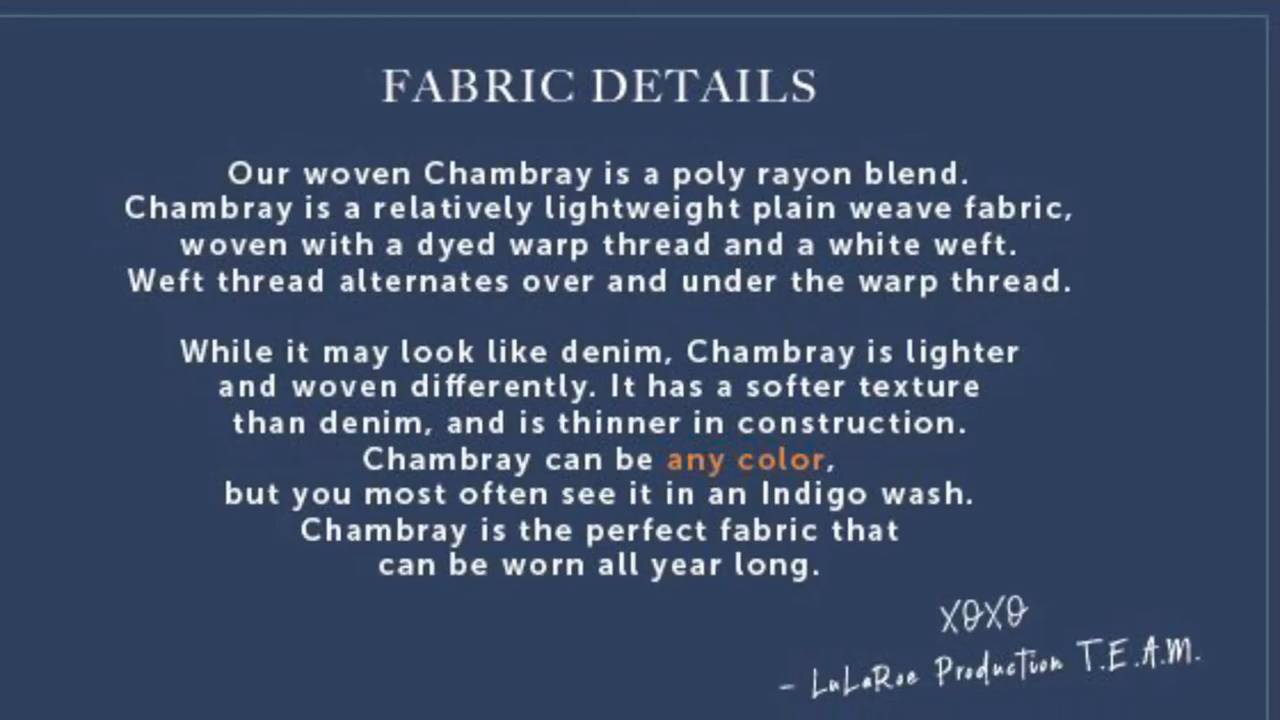 FABRIC DETAILS
Our woven Chambray is a poly rayon blend.
Chambray is a relatively lightweight plain weave fabric,
woven with a dyed warp thread and a white weft.
Weft thread alternates over and under the warp thread.
While it may look like denim, Chambray is lighter
and woven differently. It has a softer texture
than denim, and is thinner in construction.
Chambray can be any color,
but you most often see it in an Indigo wash.
Chambray is the perfect fabric that
can be worn all year long.
XOXO
- LuLaRoe Production T.E.A.M.